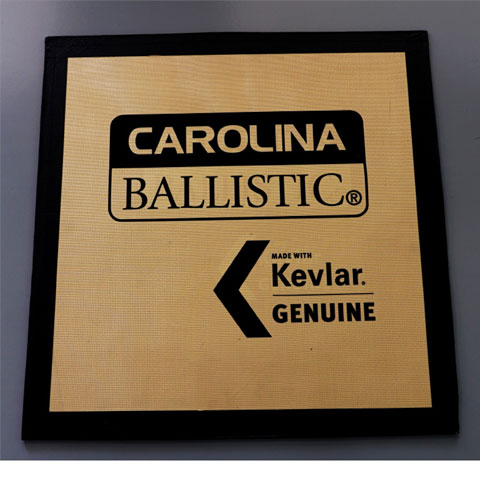 CAROLINA
BALLISTIC®
MADE WITH
Kevlar®
GENUINE